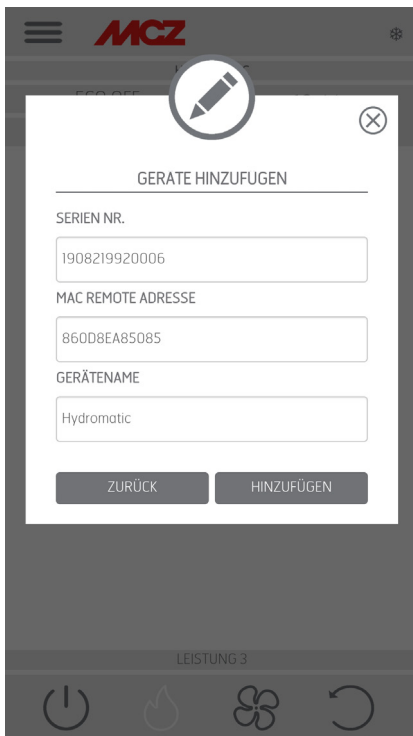 MCZ
GERATE HINZUFUGEN
SERIEN NR.
1908219920006
MAC REMOTE ADRESSE
860D8EA85085
GERÄTENAME
Hydromatic
ZURÜCK HINZUFÜGEN
LEISTUNG 3